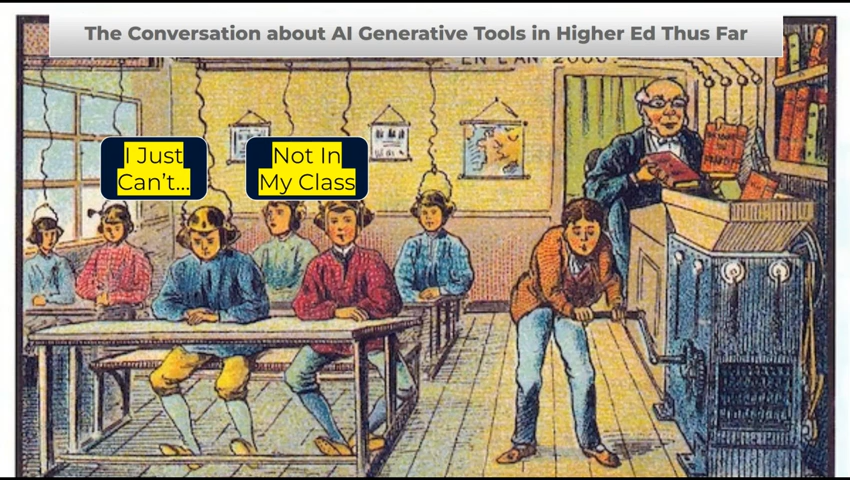 The Conversation about AI Generative Tools in Higher Ed Thus Far
EN L'AN 2000.
I Just
Can't...
Not In
My Class